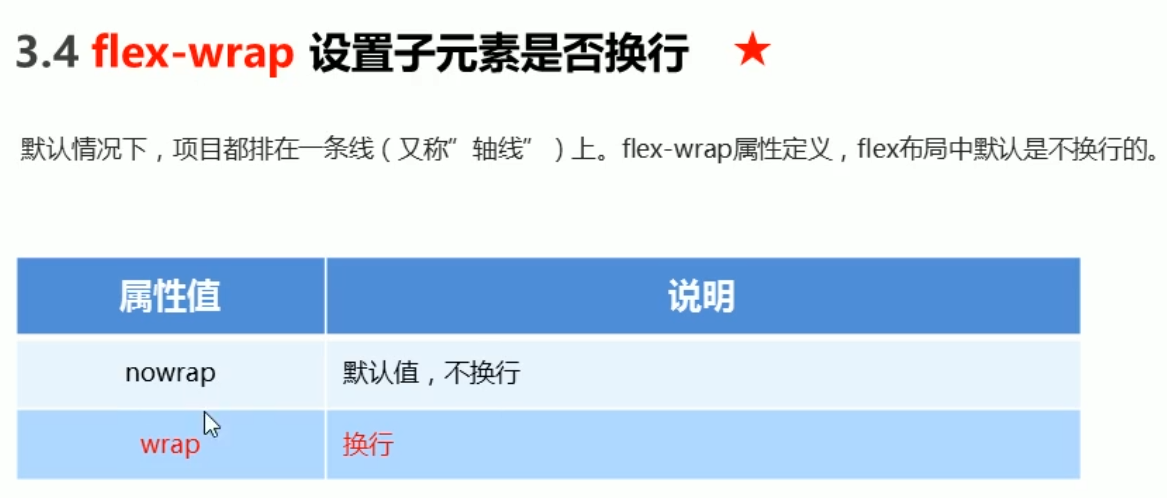 3.4 flex-wrap 设置子元素是否换行 ★
默认情况下，项目都排在一条线（又称”轴线”）上。flex-wrap属性定义，flex布局中默认是不换行的。
属性值 说明
nowrap 默认值，不换行
wrap 换行